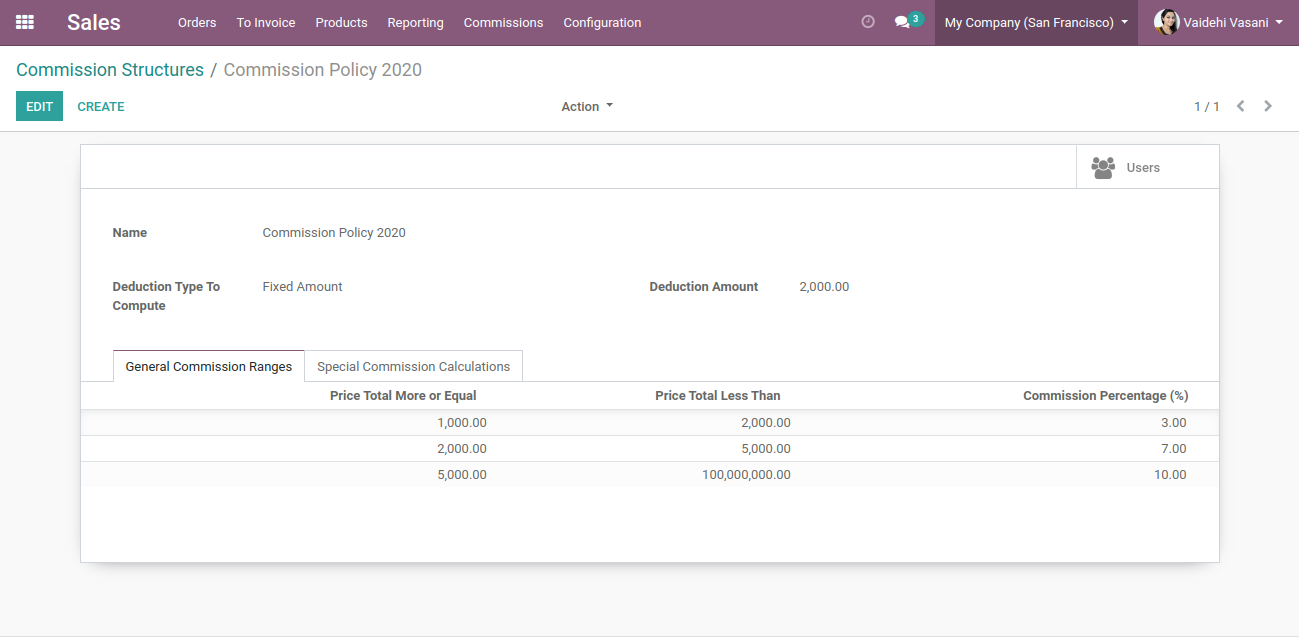 Sales Orders To Invoice Products Reporting Commissions Configuration 3 My Company (San Francisco) Vaidehi Vasani
Commission Structures / Commission Policy 2020
EDIT CREATE Action 1 / 1
Users
Name Commission Policy 2020
Deduction Type To Compute Fixed Amount Deduction Amount 2,000.00
General Commission Ranges Special Commission Calculations
Price Total More or Equal Price Total Less Than Commission Percentage (%)
1,000.00 2,000.00 3.00
2,000.00 5,000.00 7.00
5,000.00 100,000,000.00 10.00